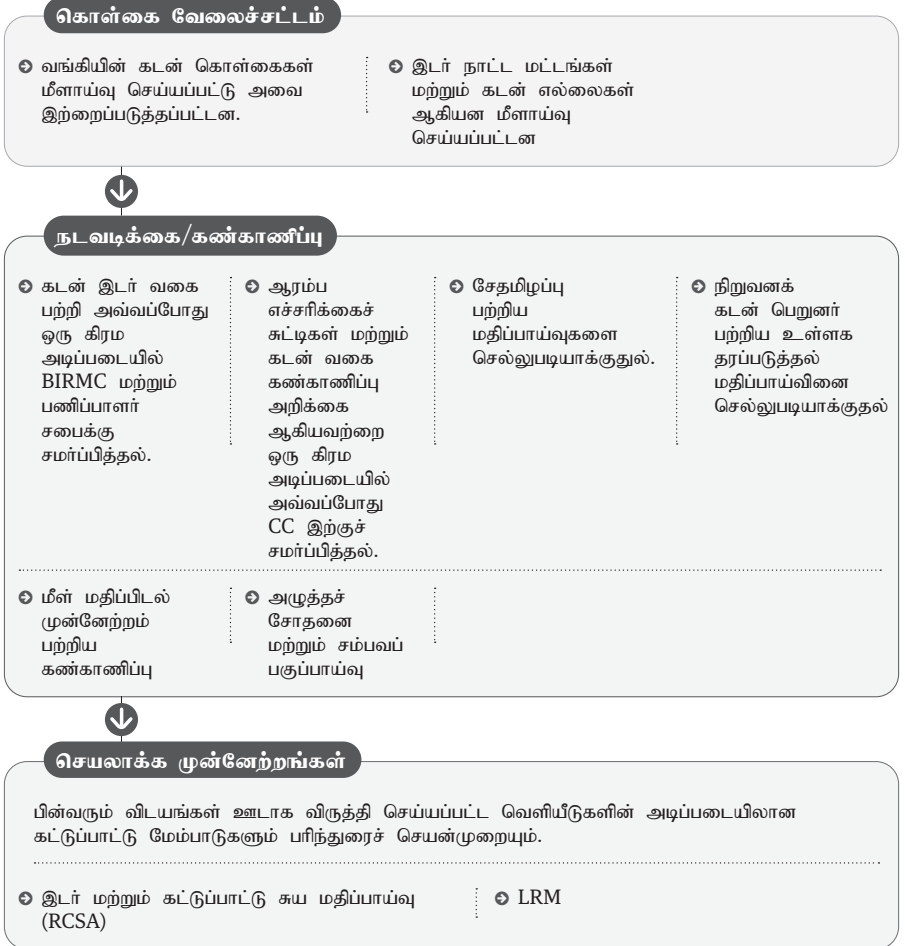 கொள்கை வேலைச்சட்டம்
வங்கியின் கடன் கொள்கைகள்
மீளாய்வு செய்யப்பட்டு அவை
இற்றைப்படுத்தப்பட்டன.
இடர் நாட்ட மட்டங்கள்
மற்றும் கடன் எல்லைகள்
ஆகியன மீளாய்வு
செய்யப்பட்டன
நடவடிக்கை/கண்காணிப்பு
கடன் இடர் வகை
பற்றி அவ்வப்போது
ஒரு கிரம
அடிப்படையில்
BIRMC மற்றும்
பணிப்பாளர்
சபைக்கு
சமர்ப்பித்தல்.
ஆரம்ப
எச்சரிக்கைச்
சுட்டிகள் மற்றும்
கடன் வகை
கண்காணிப்பு
அறிக்கை
ஆகியவற்றை
ஒரு கிரம
அடிப்படையில்
அவ்வப்போது
CC இற்குச்
சமர்ப்பித்தல்.
சேதமிழப்பு
பற்றிய
மதிப்பாய்வுகளை
செல்லுபடியாக்குதுல்.
நிறுவனக்
கடன் பெறுனர்
பற்றிய உள்ளக
தரப்படுத்தல்
மதிப்பாய்வினை
செல்லுபடியாக்குதல்
மீள் மதிப்பிடல்
முன்னேற்றம்
பற்றிய
கண்காணிப்பு
அழுத்தச்
சோதனை
மற்றும் சம்பவப்
பகுப்பாய்வு
செயலாக்க முன்னேற்றங்கள்
பின்வரும் விடயங்கள் ஊடாக விருத்தி செய்யப்பட்ட வெளியீடுகளின் அடிப்படையிலான
கட்டுப்பாட்டு மேம்பாடுகளும் பரிந்துரைச் செயன்முறையும்.
இடர் மற்றும் கட்டுப்பாட்டு சுய மதிப்பாய்வு
(RCSA)
LRM